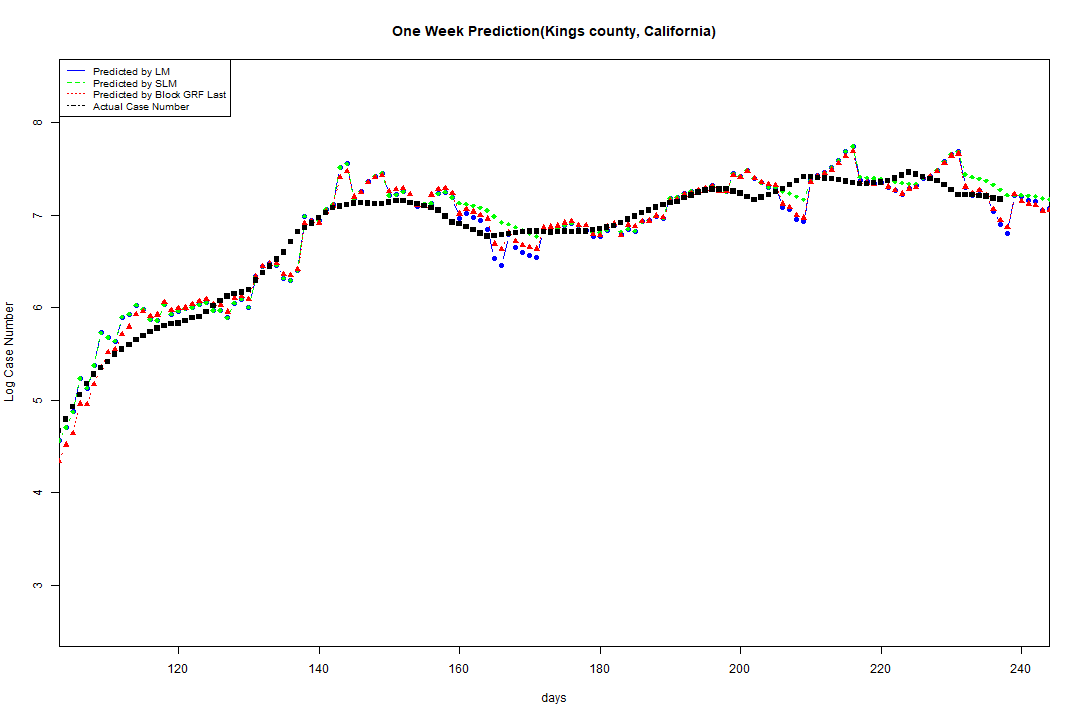 One Week Prediction(Kings county, California)
Predicted by LM
Predicted by SLM
Predicted by Block GRF Last
Actual Case Number
8
7
6
5
4
3
Log Case Number
120 140 160 180 200 220 240
days